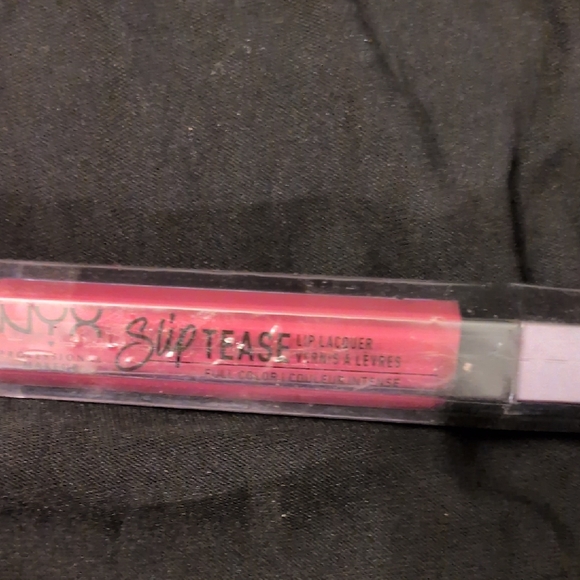 NYX
Slip TEASE
LIP LACQUER
VERNIS À LÈVRES
FULL COLOR | COULEUR INTENSE